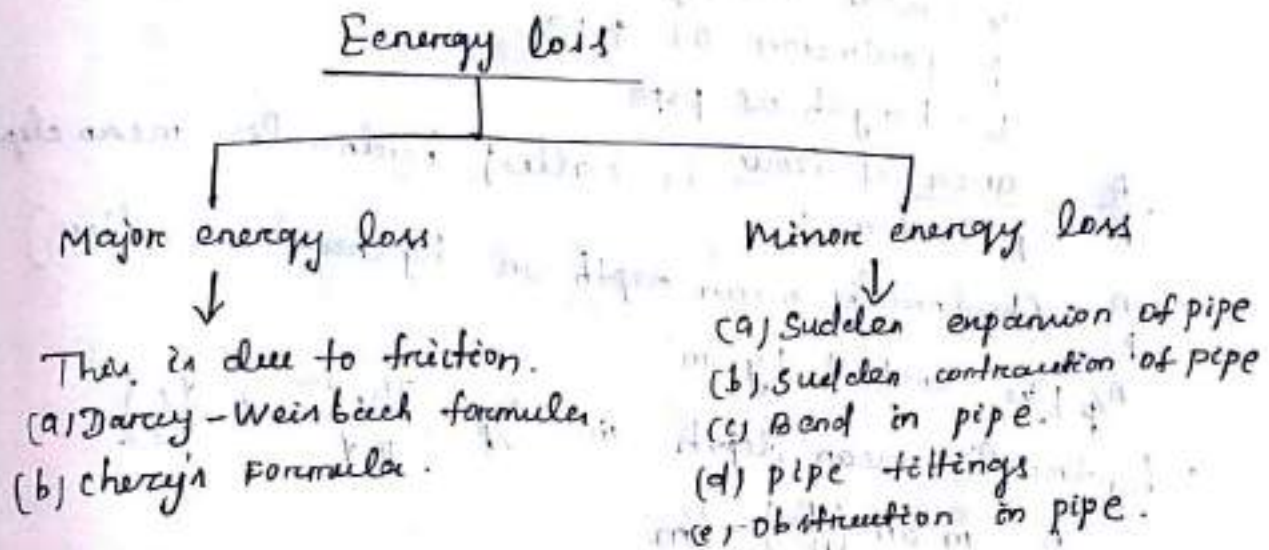 Eenergy loss
Major energy loss
Minor energy loss
This is due to friction.
(a) Darcy - Weisbach formula.
(b) Chezy's Formula.
(a) Sudden expansion of pipe
(b) Sudden contraction of pipe
(c) Bend in pipe.
(d) pipe fittings
(e) Obstruction in pipe.